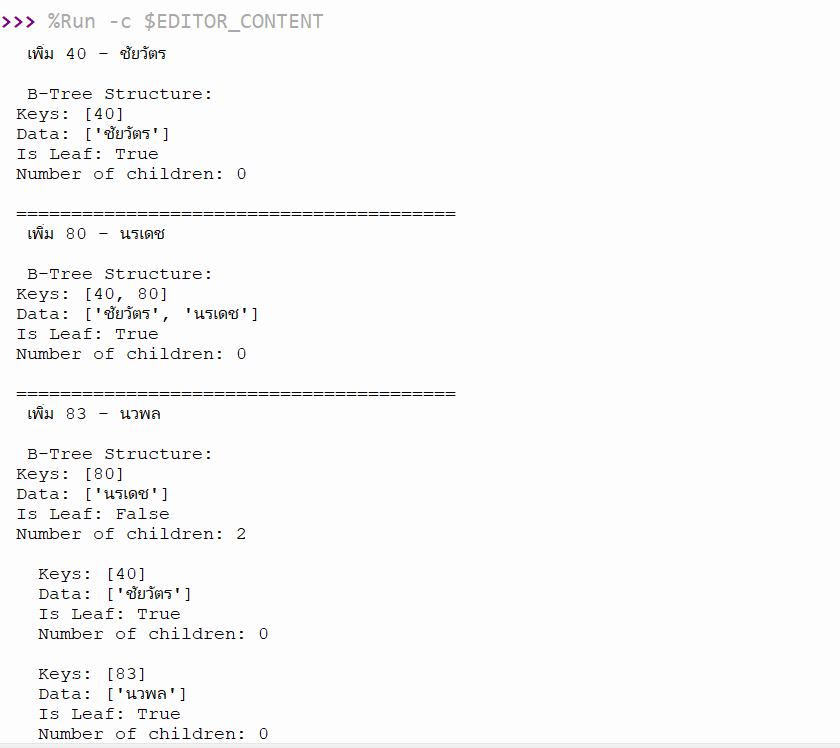 >>> %Run -c $EDITOR_CONTENT
เพิ่ม 40 - ชัยวัตร
B-Tree Structure:
Keys: [40]
Data: ['ชัยวัตร']
Is Leaf: True
Number of children: 0
========================================
เพิ่ม 80 - นรเดช
B-Tree Structure:
Keys: [40, 80]
Data: ['ชัยวัตร', 'นรเดช']
Is Leaf: True
Number of children: 0
========================================
เพิ่ม 83 - นวพล
B-Tree Structure:
Keys: [80]
Data: ['นรเดช']
Is Leaf: False
Number of children: 2
Keys: [40]
Data: ['ชัยวัตร']
Is Leaf: True
Number of children: 0
Keys: [83]
Data: ['นวพล']
Is Leaf: True
Number of children: 0